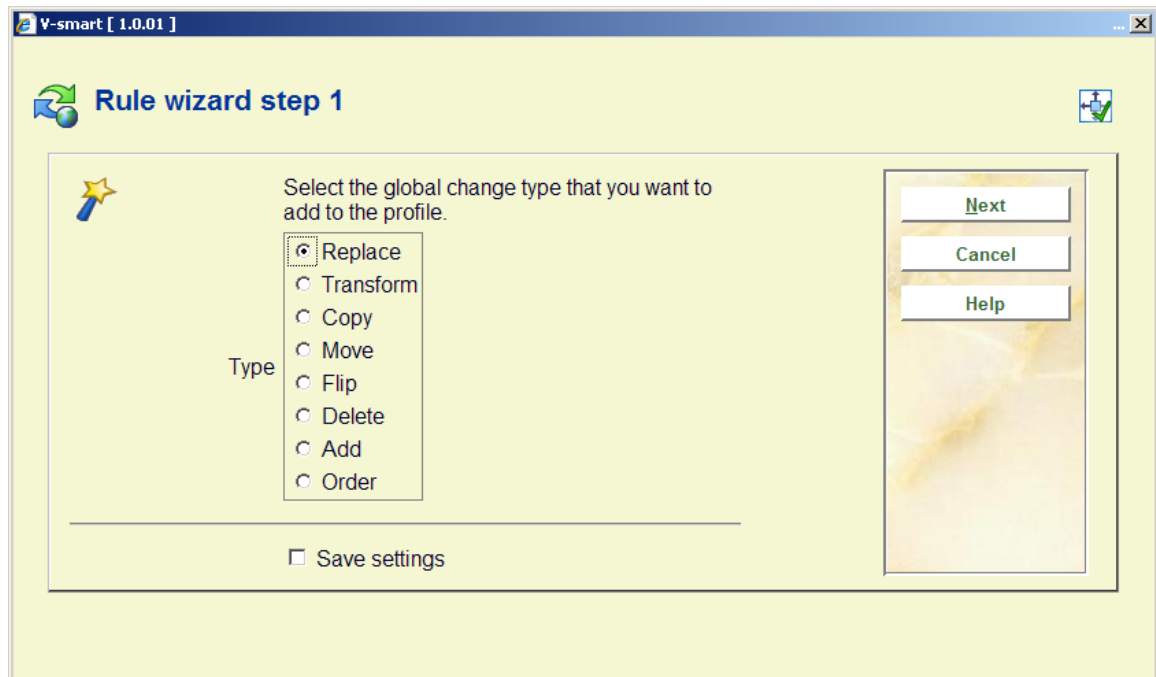 V-smart [ 1.0.01 ]
...
Rule wizard step 1
Select the global change type that you want to
add to the profile.
Type
Replace
Transform
Copy
Move
Flip
Delete
Add
Order
Save settings
Next
Cancel
Help